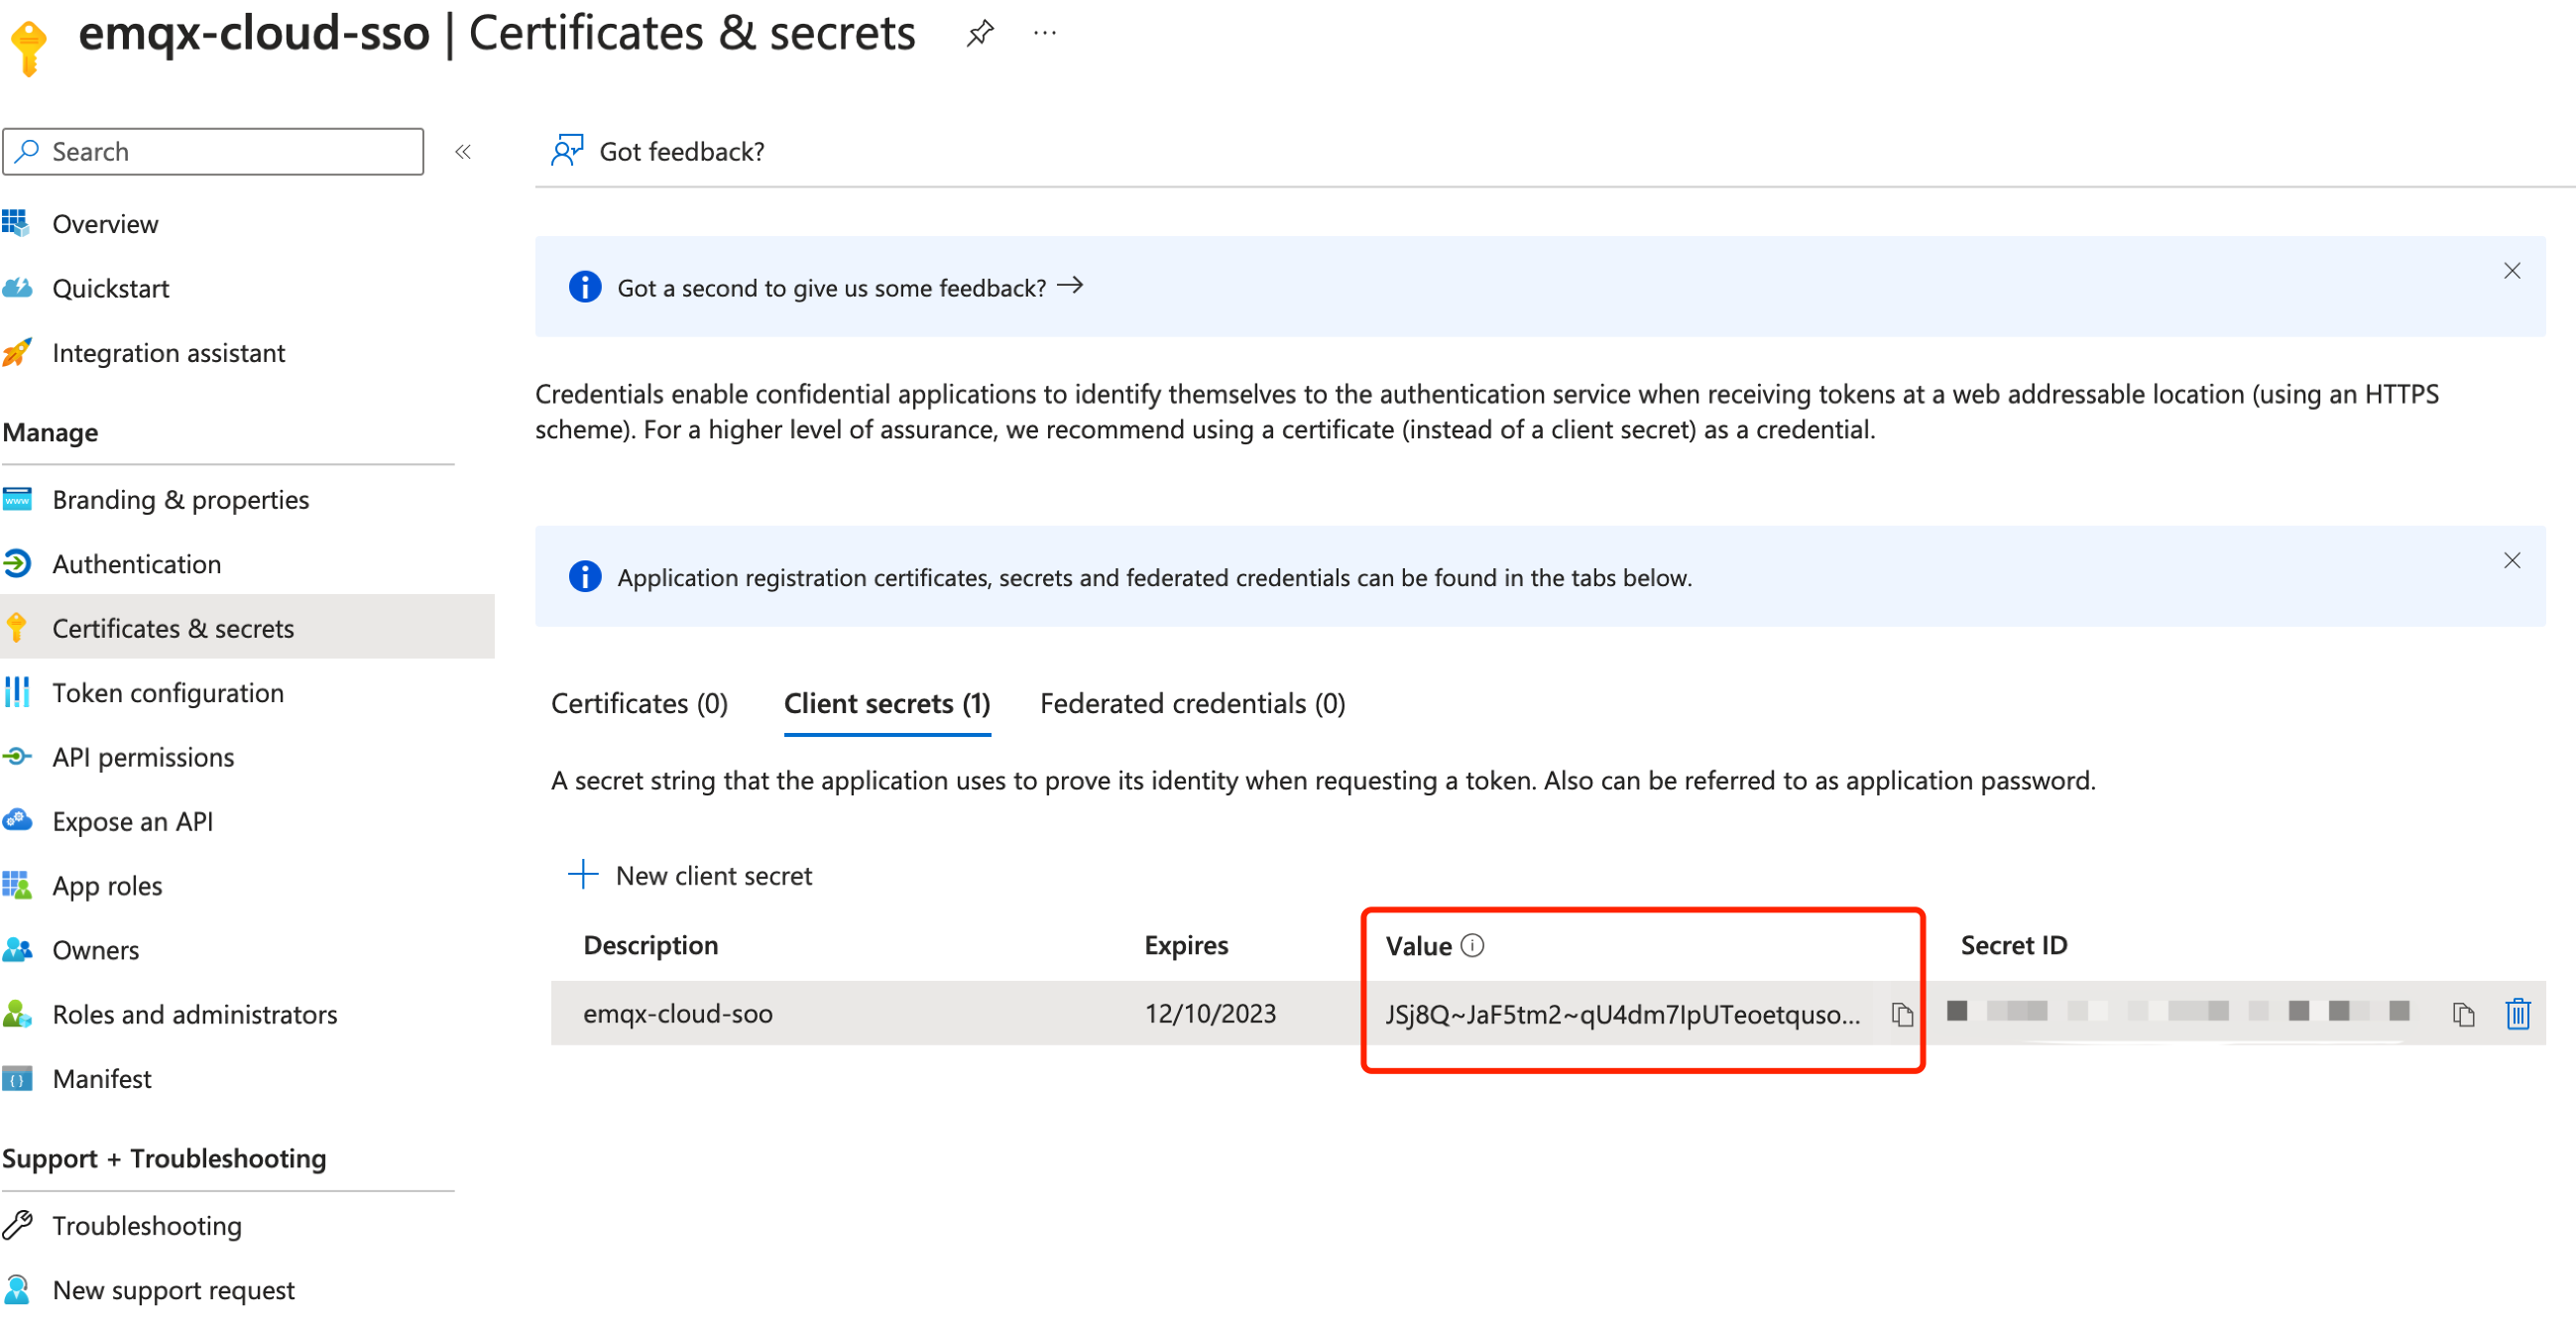 emqx-cloud-sso | Certificates & secrets
Search
Got feedback?
Overview
Quickstart
Integration assistant
Manage
Branding & properties
Authentication
Certificates & secrets
Token configuration
API permissions
Expose an API
App roles
Owners
Roles and administrators
Manifest
Support + Troubleshooting
Troubleshooting
New support request
Got a second to give us some feedback?
Credentials enable confidential applications to identify themselves to the authentication service when receiving tokens at a web addressable location (using an HTTPS
scheme). For a higher level of assurance, we recommend using a certificate (instead of a client secret) as a credential.
Application registration certificates, secrets and federated credentials can be found in the tabs below.
Certificates (0) Client secrets (1) Federated credentials (0)
A secret string that the application uses to prove its identity when requesting a token. Also can be referred to as application password.
New client secret
Description Expires Value Secret ID
emqx-cloud-soo 12/10/2023 JSj8Q~JaF5tm2~qU4dm7IpUTeoetquso...